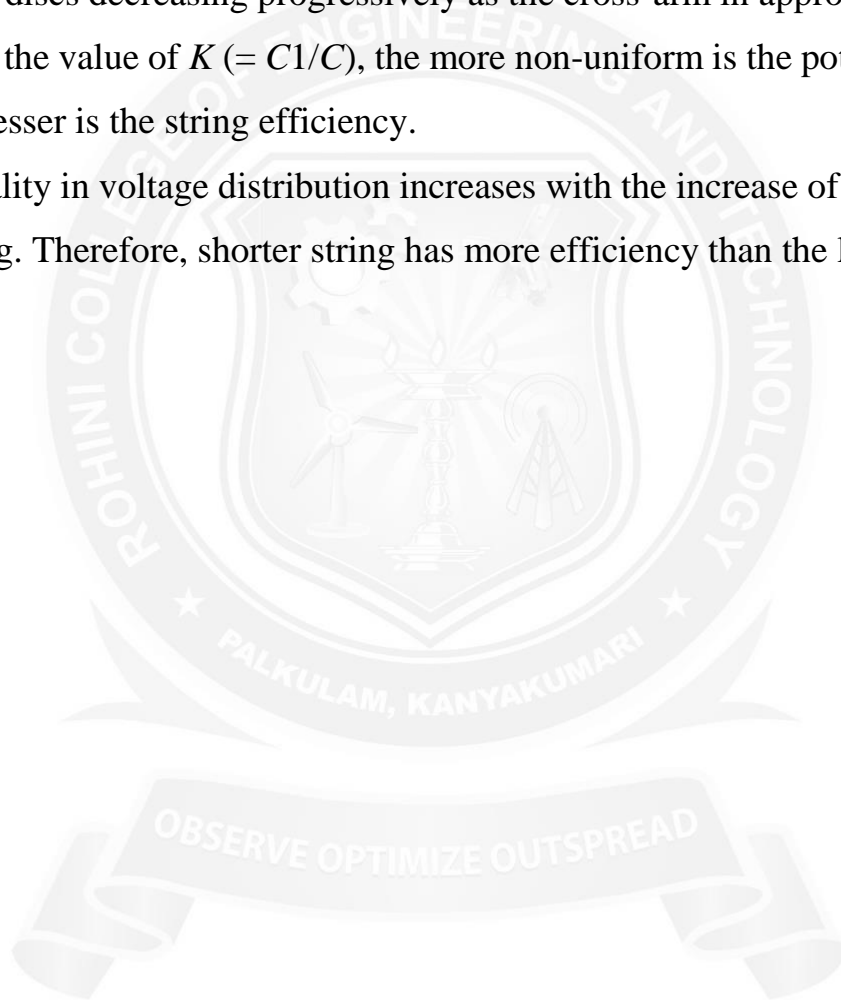 discs decreasing progressively as the cross-arm in appro
the value of K (= C1/C), the more non-uniform is the pot
esser is the string efficiency.
ality in voltage distribution increases with the increase of
g. Therefore, shorter string has more efficiency than the l
ROHINI COLLEGE OF ENGINEERING AND TECHNOLOGY
PALKULAM, KANYAKUMARI
OBSERVE OPTIMIZE OUTSPREAD